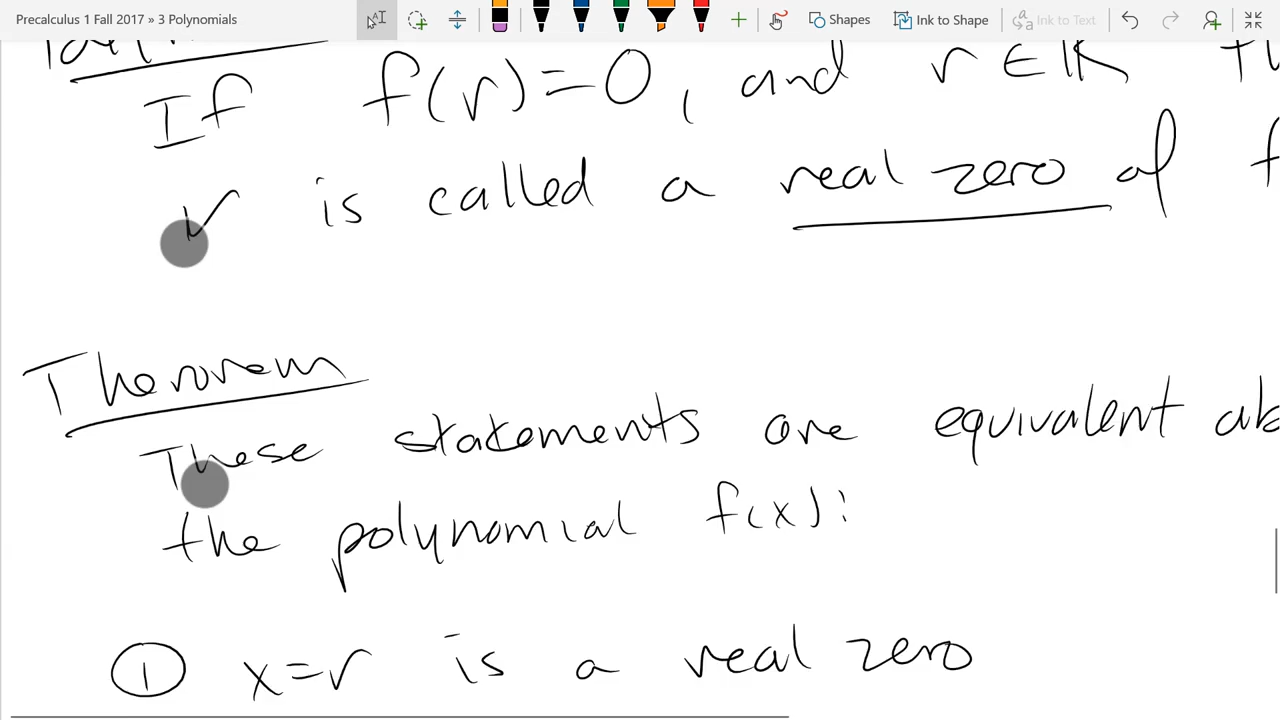 Precalculus 1 Fall 2017 » 3 Polynomials
Shapes
Ink to Shape
Ink to Text
If f(r)=0, and r∈ℝ
r is called a real zero of f
Theorem
These statements are equivalent
the polynomial f(x):
① x=r is a real zero